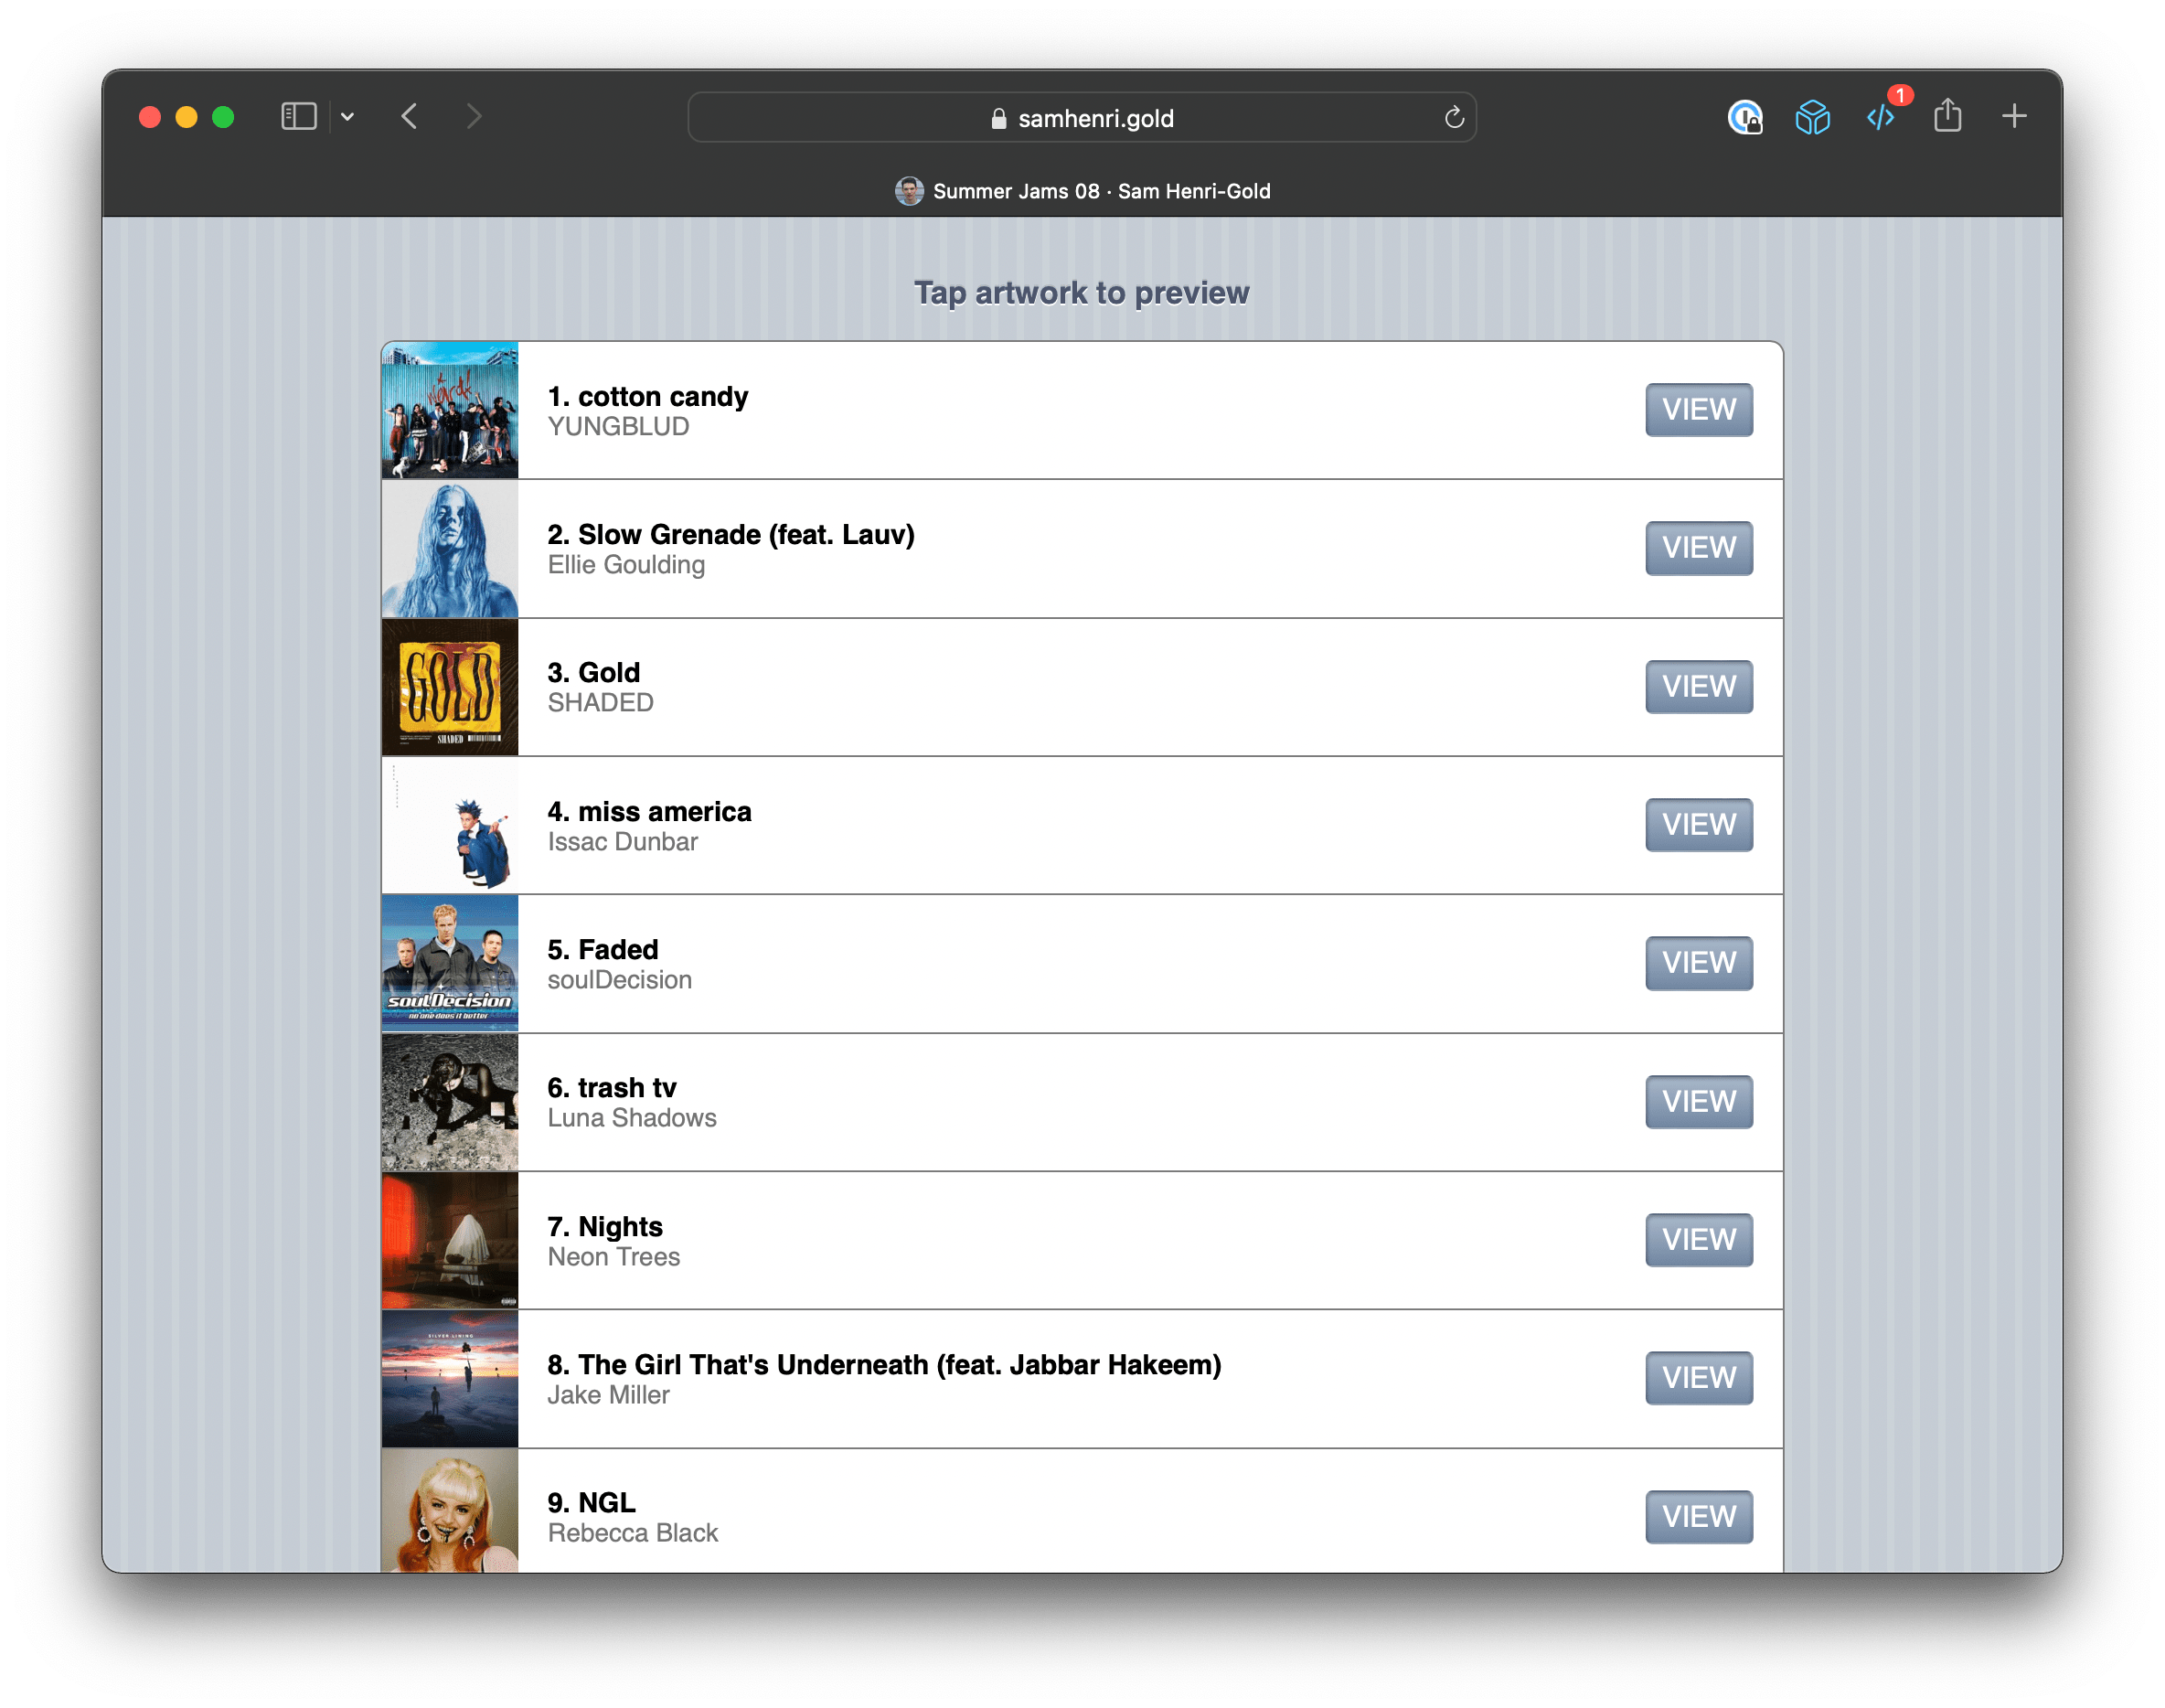 samhenri.gold
1
Summer Jams 08 · Sam Henri-Gold
Tap artwork to preview
1. cotton candy
YUNGBLUD
VIEW
2. Slow Grenade (feat. Lauv)
Ellie Goulding
VIEW
GOLD
SHADED
3. Gold
SHADED
VIEW
4. miss america
Issac Dunbar
VIEW
soulDecision
no one does it better
5. Faded
soulDecision
VIEW
6. trash tv
Luna Shadows
VIEW
7. Nights
Neon Trees
VIEW
SILVER LINING
8. The Girl That's Underneath (feat. Jabbar Hakeem)
Jake Miller
VIEW
9. NGL
Rebecca Black
VIEW